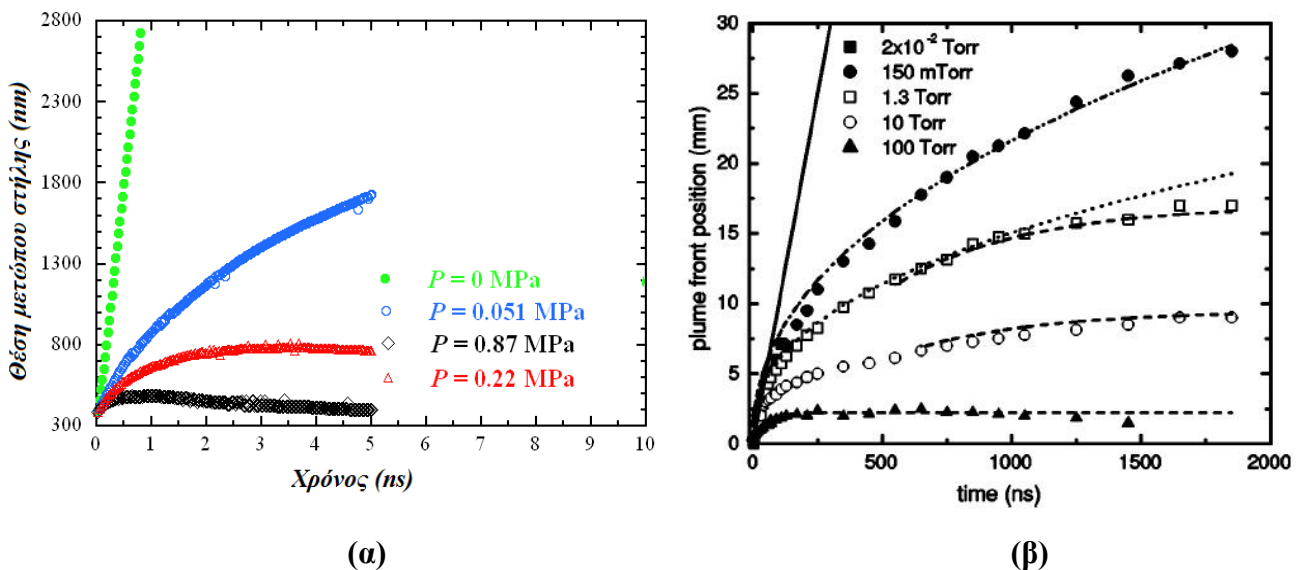 2800
2300
1800
1300
800
300
Θέση μετώπου στήλης (nm)
P = 0 MPa
P = 0.051 MPa
P = 0.87 MPa
P = 0.22 MPa
0 1 2 3 4 5 6 7 8 9 10
Χρόνος (ns)
(α)
30
25
20
15
10
5
0
plume front position (mm)
2x10⁻² Torr
150 mTorr
1.3 Torr
10 Torr
100 Torr
0 500 1000 1500 2000
time (ns)
(β)